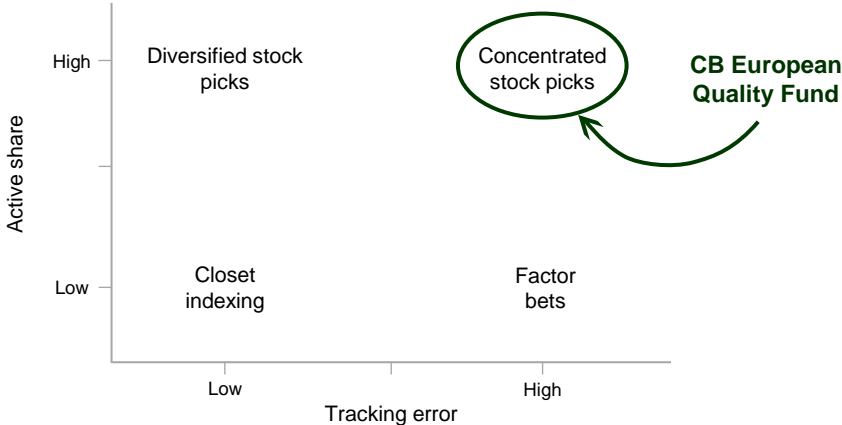 High
Diversified stock
picks
Concentrated
stock picks
CB European
Quality Fund
Active share
Low
Closet
indexing
Factor
bets
Low
High
Tracking error